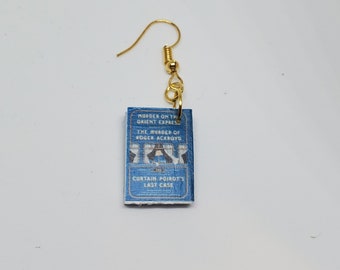 MURDER ON THE
ORIENT EXPRESS
THE MURDER OF
ROGER ACKROYD
CURTAIN POIROT'S
LAST CASE